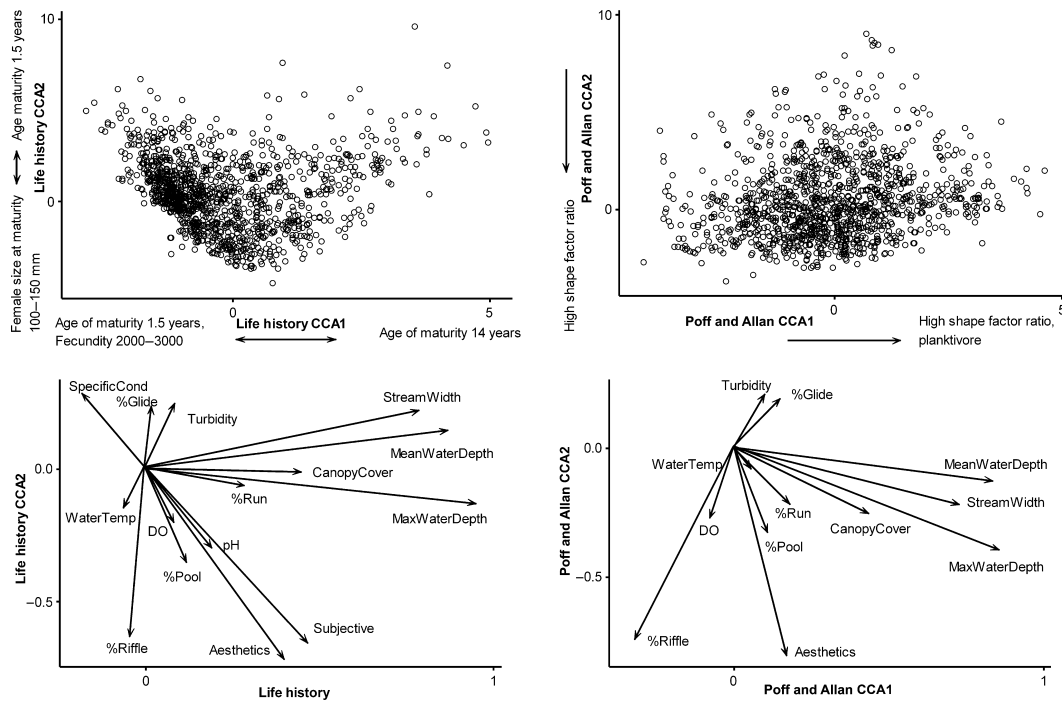 10
0
Age maturity 1.5 years
Female size at maturity
100–150 mm
Life history CCA2
0
5
Age of maturity 1.5 years,
Fecundity 2000–3000
Life history CCA1
Age of maturity 14 years
10
0
High shape factor ratio
Poff and Allan CCA2
0
5
Poff and Allan CCA1
High shape factor ratio,
planktivore
SpecificCond
%Glide
Turbidity
StreamWidth
MeanWaterDepth
CanopyCover
%Run
MaxWaterDepth
WaterTemp
DO
pH
%Pool
%Riffle
Aesthetics
Subjective
0.0
–0.5
Life history CCA2
0
1
Life history
Turbidity
%Glide
WaterTemp
MeanWaterDepth
StreamWidth
%Run
CanopyCover
DO
%Pool
MaxWaterDepth
%Riffle
Aesthetics
0.0
–0.5
Poff and Allan CCA2
0
1
Poff and Allan CCA1